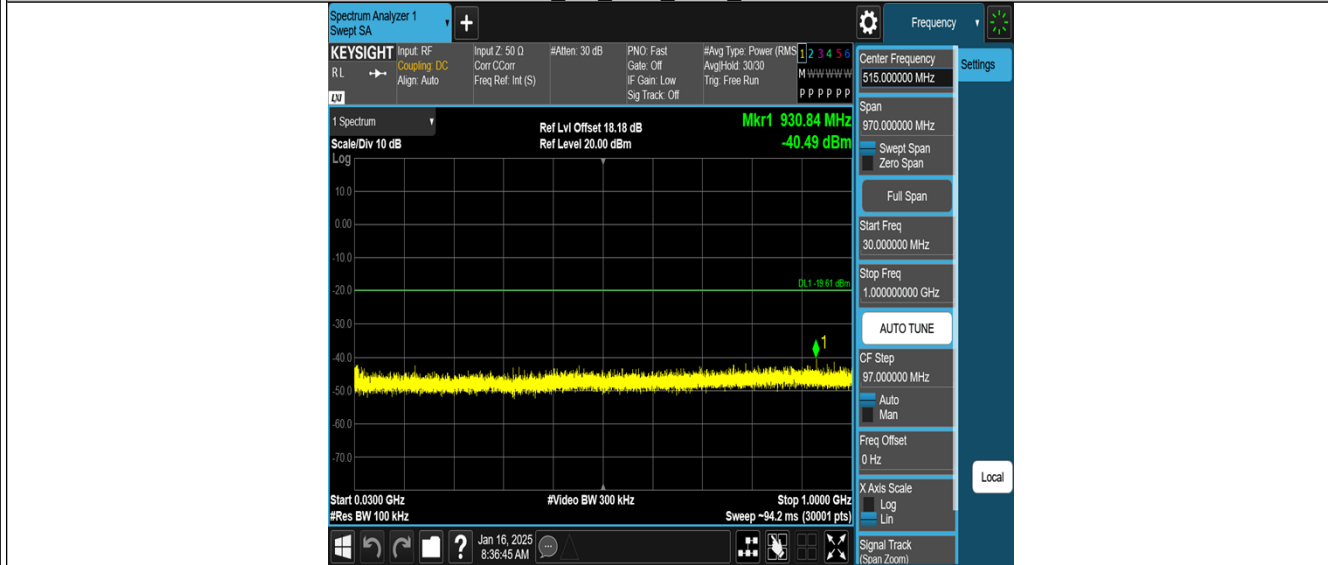 Spectrum Analyzer 1
Swept SA
+
Frequency
KEYSIGHT
RL
LXI
Input: RF
Coupling: DC
Align: Auto
Input Z: 50 Ω
Corr CCorr
Freq Ref: Int (S)
#Atten: 30 dB
PNO: Fast
Gate: Off
IF Gain: Low
Sig Track: Off
#Avg Type: Power (RMS
Avg|Hold: 30/30
Trig: Free Run
1 2 3 4 5 6
M W W W W W
P P P P P P
1 Spectrum
Scale/Div 10 dB
Log
Ref Lvl Offset 18.18 dB
Ref Level 20.00 dBm
Mkr1 930.84 MHz
-40.49 dBm
10.0
0.00
-10.0
-20.0
-30.0
-40.0
-50.0
-60.0
-70.0
DL1 -19.61 dBm
1
Start 0.0300 GHz
#Res BW 100 kHz
#Video BW 300 kHz
Stop 1.0000 GHz
Sweep ~94.2 ms (30001 pts)
Center Frequency
515.000000 MHz
Span
970.000000 MHz
Swept Span
Zero Span
Full Span
Start Freq
30.000000 MHz
Stop Freq
1.000000000 GHz
AUTO TUNE
CF Step
97.000000 MHz
Auto
Man
Freq Offset
0 Hz
X Axis Scale
Log
Lin
Signal Track
(Span Zoom)
Settings
Local
?
Jan 16, 2025
8:36:45 AM